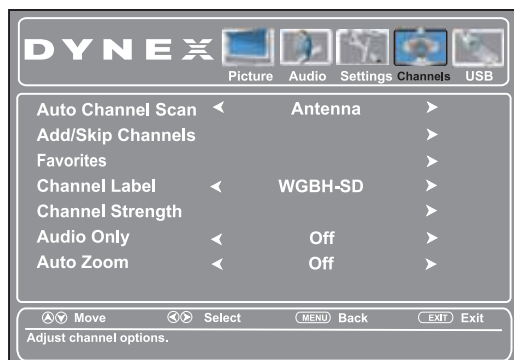 DYNEX
Picture Audio Settings Channels USB
Auto Channel Scan Antenna
Add/Skip Channels
Favorites
Channel Label WGBH-SD
Channel Strength
Audio Only Off
Auto Zoom Off
Move Select MENU Back EXIT Exit
Adjust channel options.